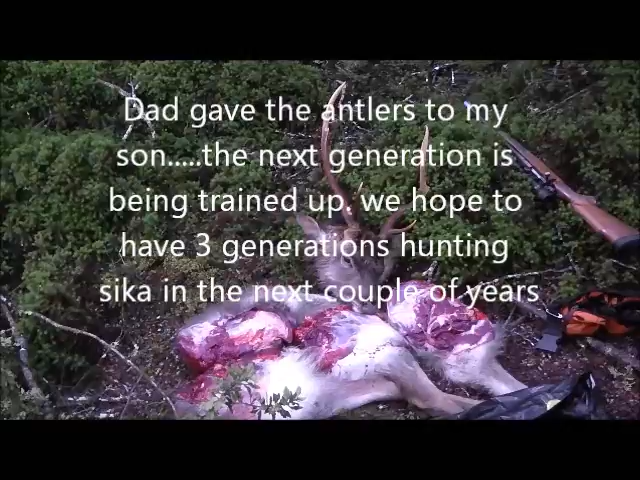 Dad gave the antlers to my
son.....the next generation is
being trained up. we hope to
have 3 generations hunting
sika in the next couple of years